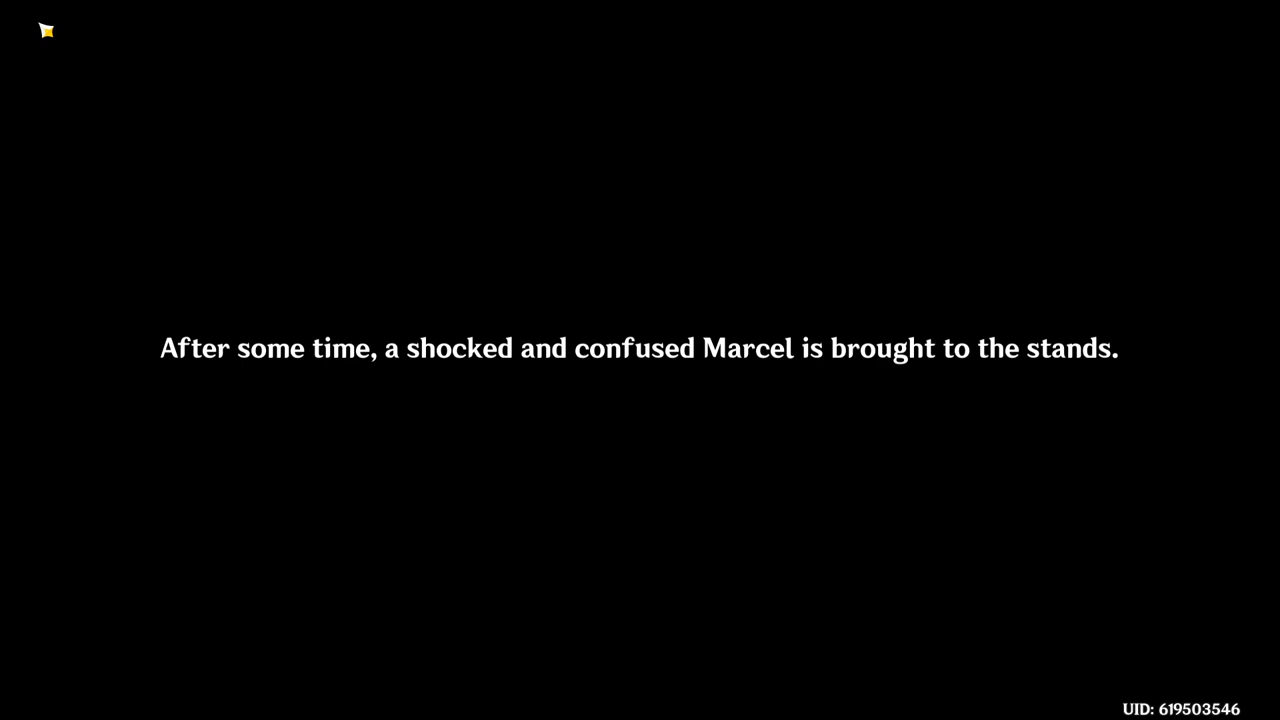 After some time, a shocked and confused Marcel is brought to the stands.
UID: 619503546